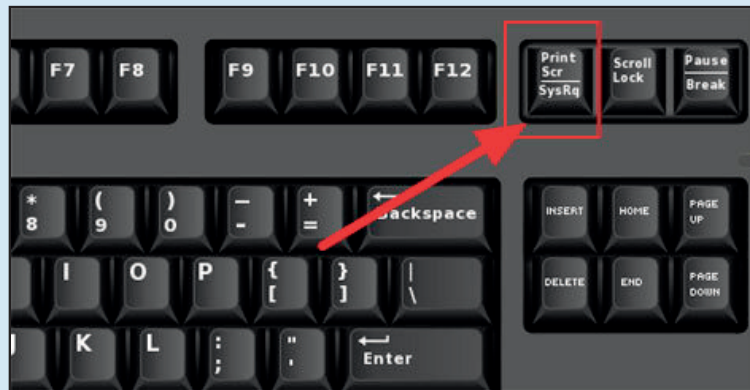 F7 F8 F9 F10 F11 F12 Print
Scr
SysRq Scroll
Lock Pause
Break
* 8 ( 9 ) 0 — - + = Backspace INSERT HOME PAGE
UP
I O P { [ } ] | \ DELETE END PAGE
DOWN
J K L : ; " ' Enter